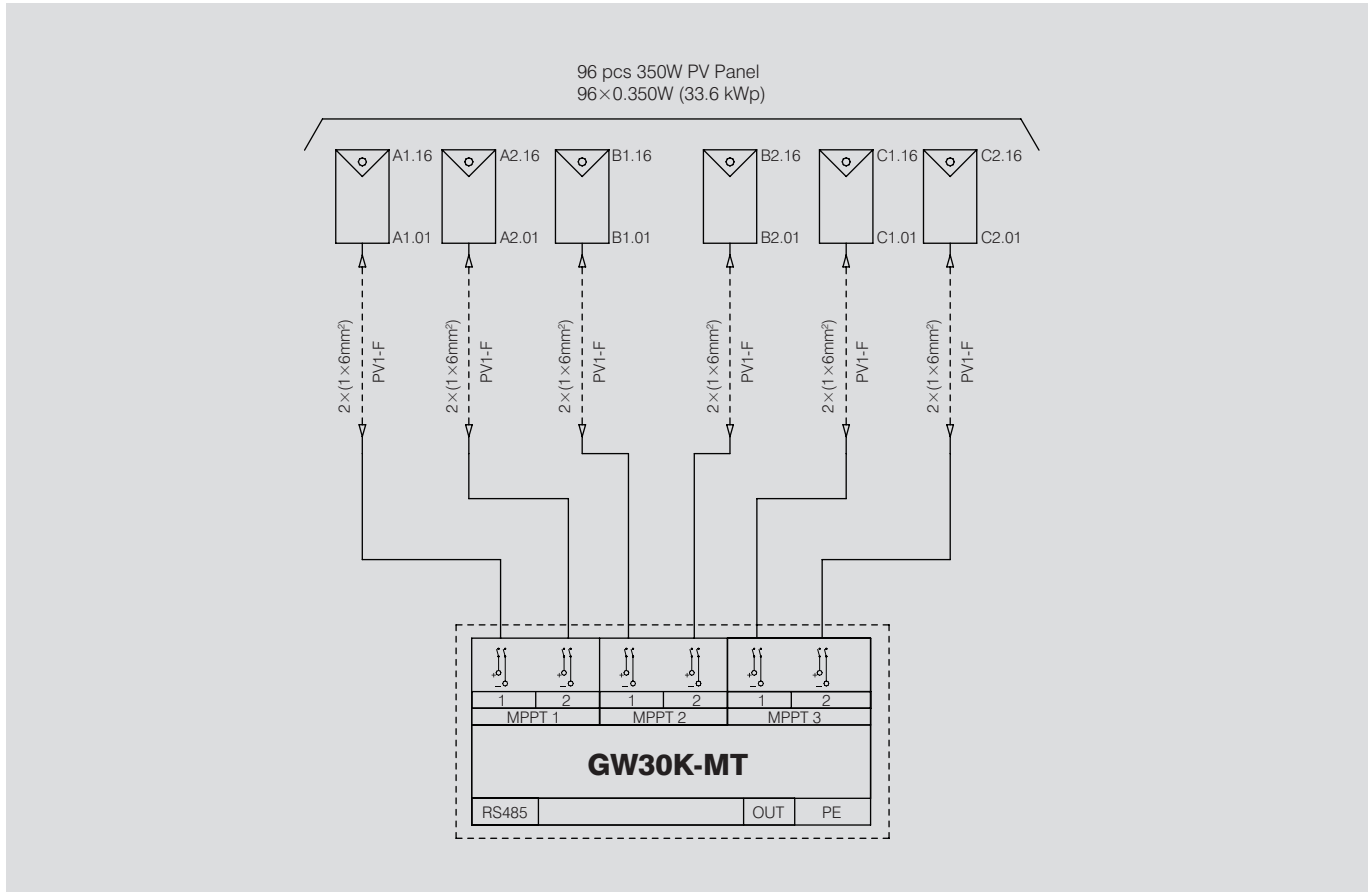 96 pcs 350W PV Panel
96×0.350W (33.6 kWp)
A1.16
A2.16
B1.16
B2.16
C1.16
C2.16
A1.01
A2.01
B1.01
B2.01
C1.01
C2.01
2×(1×6mm²)
PV1-F
2×(1×6mm²)
PV1-F
2×(1×6mm²)
PV1-F
2×(1×6mm²)
PV1-F
2×(1×6mm²)
PV1-F
2×(1×6mm²)
PV1-F
+ + + + + +
− − − − − −
1 2 1 2 1 2
MPPT 1 MPPT 2 MPPT 3
GW30K-MT
RS485 OUT PE